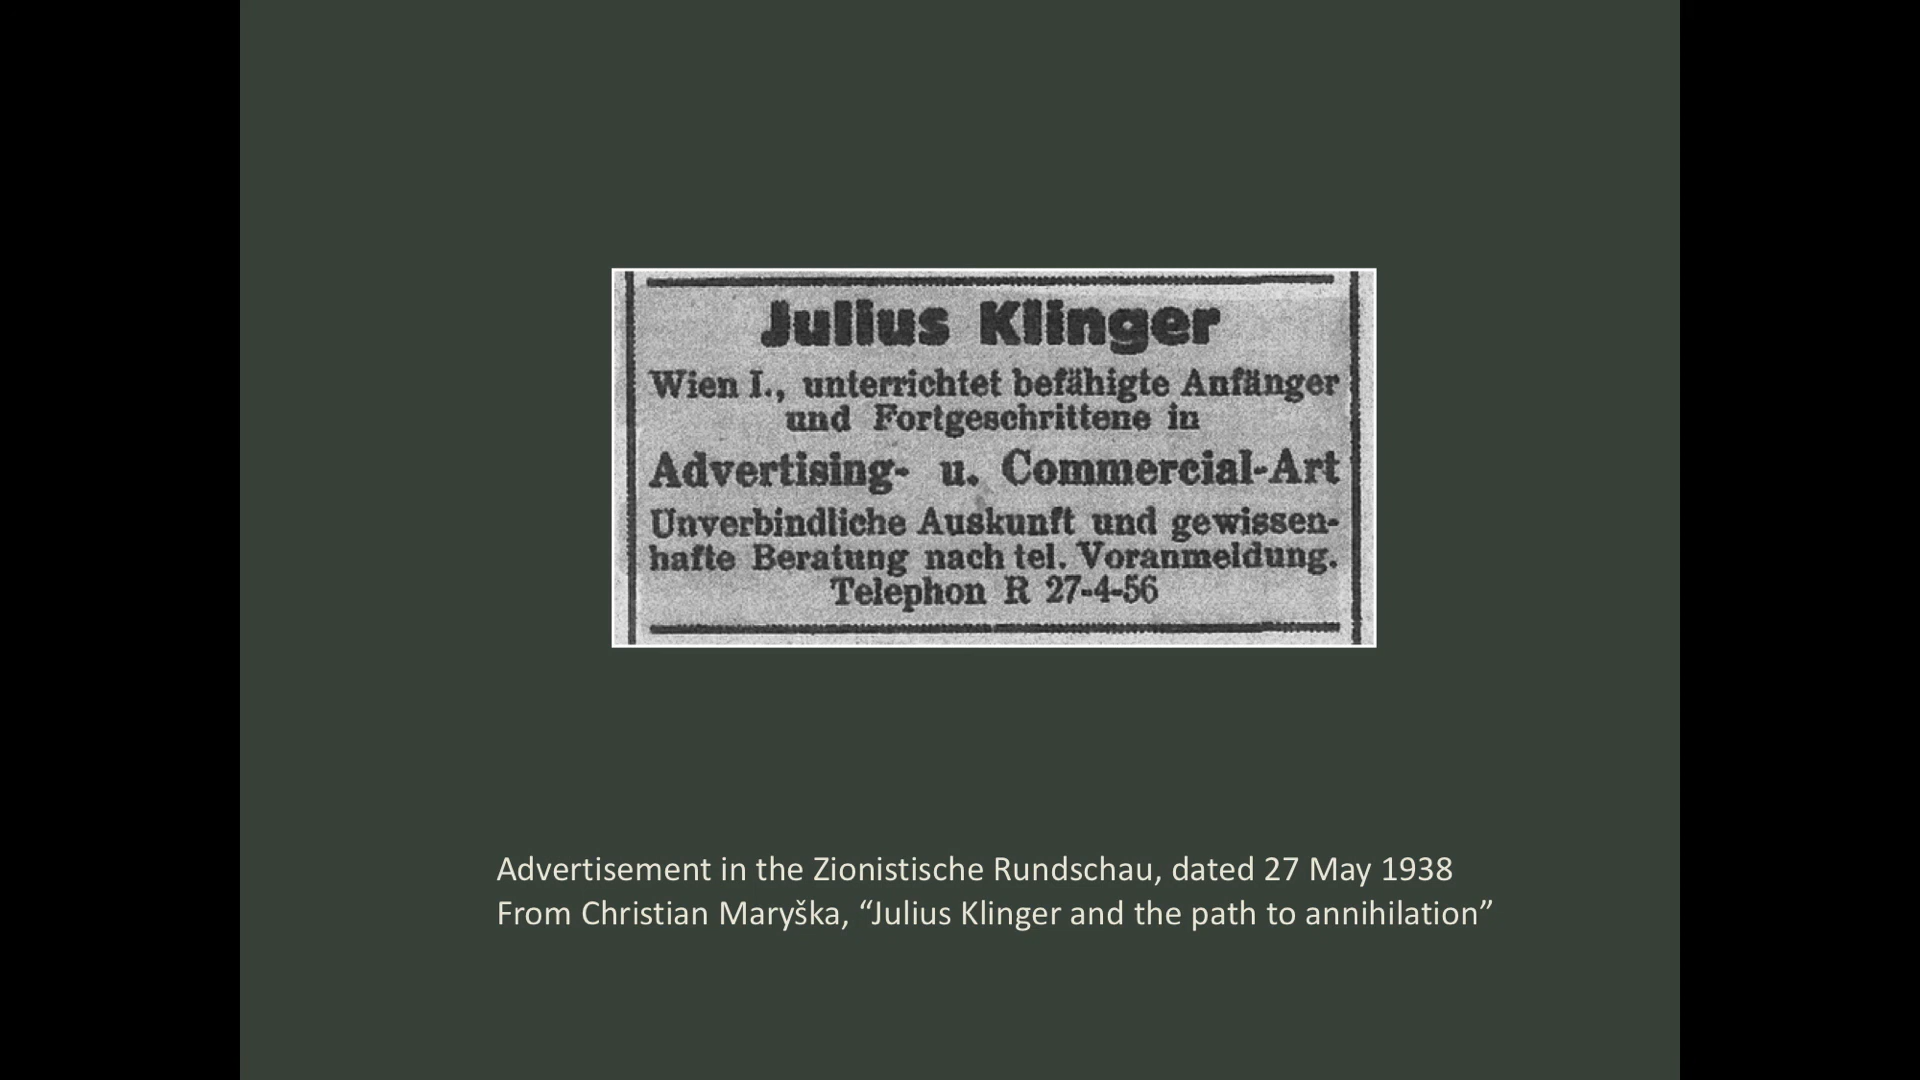 Julius Klinger
Wien I., unterrichtet befähigte Anfänger
und Fortgeschrittene in
Advertising- u. Commercial-Art
Unverbindliche Auskunft und gewissen-
hafte Beratung nach tel. Voranmeldung.
Telephon R 27-4-56
Advertisement in the Zionistische Rundschau, dated 27 May 1938
From Christian Maryška, “Julius Klinger and the path to annihilation”